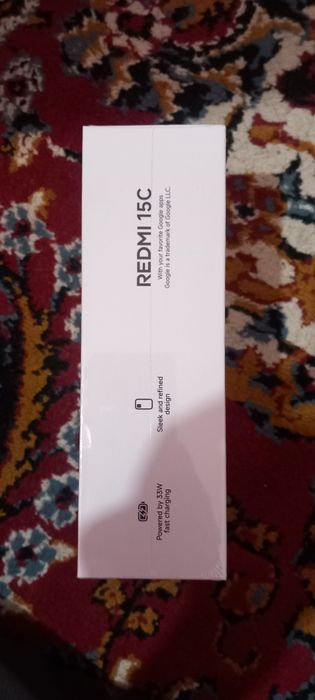 REDMI 15C
With your favorite Google apps
Google is a trademark of Google LLC.
Sleek and refined
design
Powered by 33W
fast charging